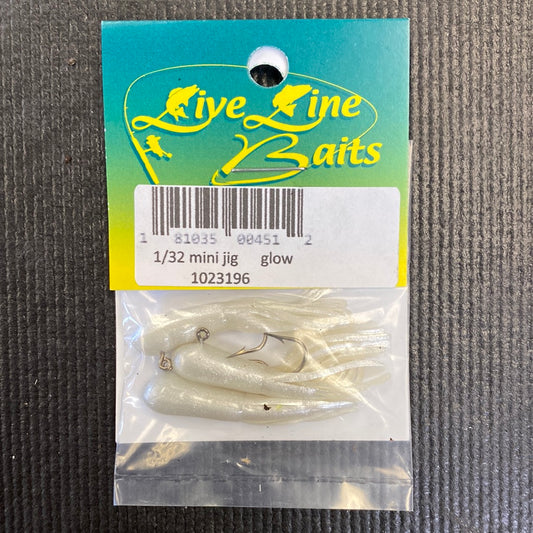 Live Line
Baits
1 81035 00451 2
1/32 mini jig glow
1023196